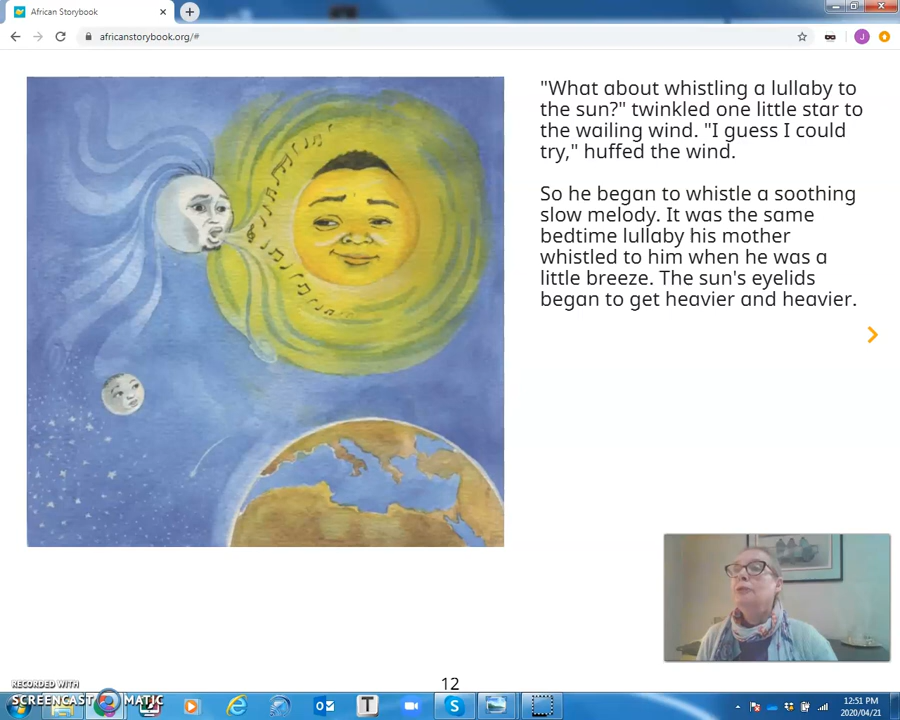 African Storybook
africanstorybook.org/#
J
"What about whistling a lullaby to
the sun?" twinkled one little star to
the wailing wind. "I guess I could
try," huffed the wind.
So he began to whistle a soothing
slow melody. It was the same
bedtime lullaby his mother
whistled to him when he was a
little breeze. The sun's eyelids
began to get heavier and heavier.
12
RECORDED WITH
SCREENCAST MATIC
T
S
12:51 PM
2020/04/21